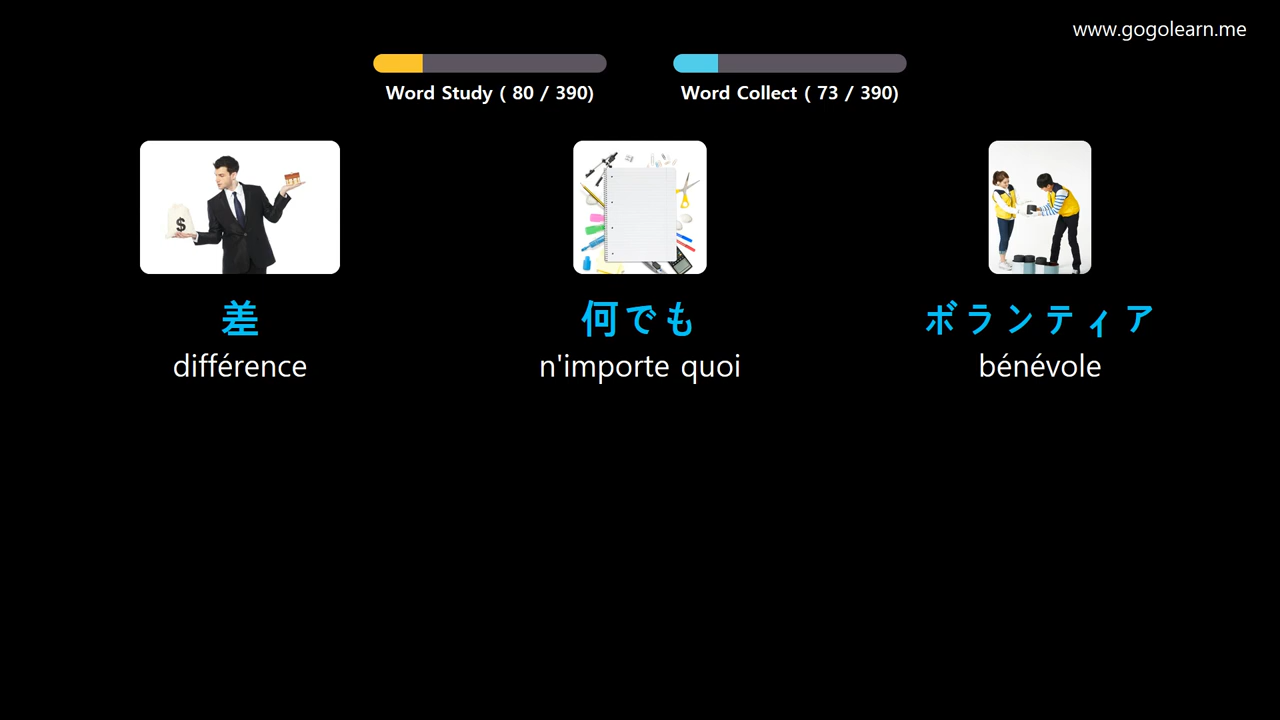 www.gogolearn.me
Word Study ( 80 / 390)
Word Collect ( 73 / 390)
$
差
何でも
ボランティア
différence
n'importe quoi
bénévole